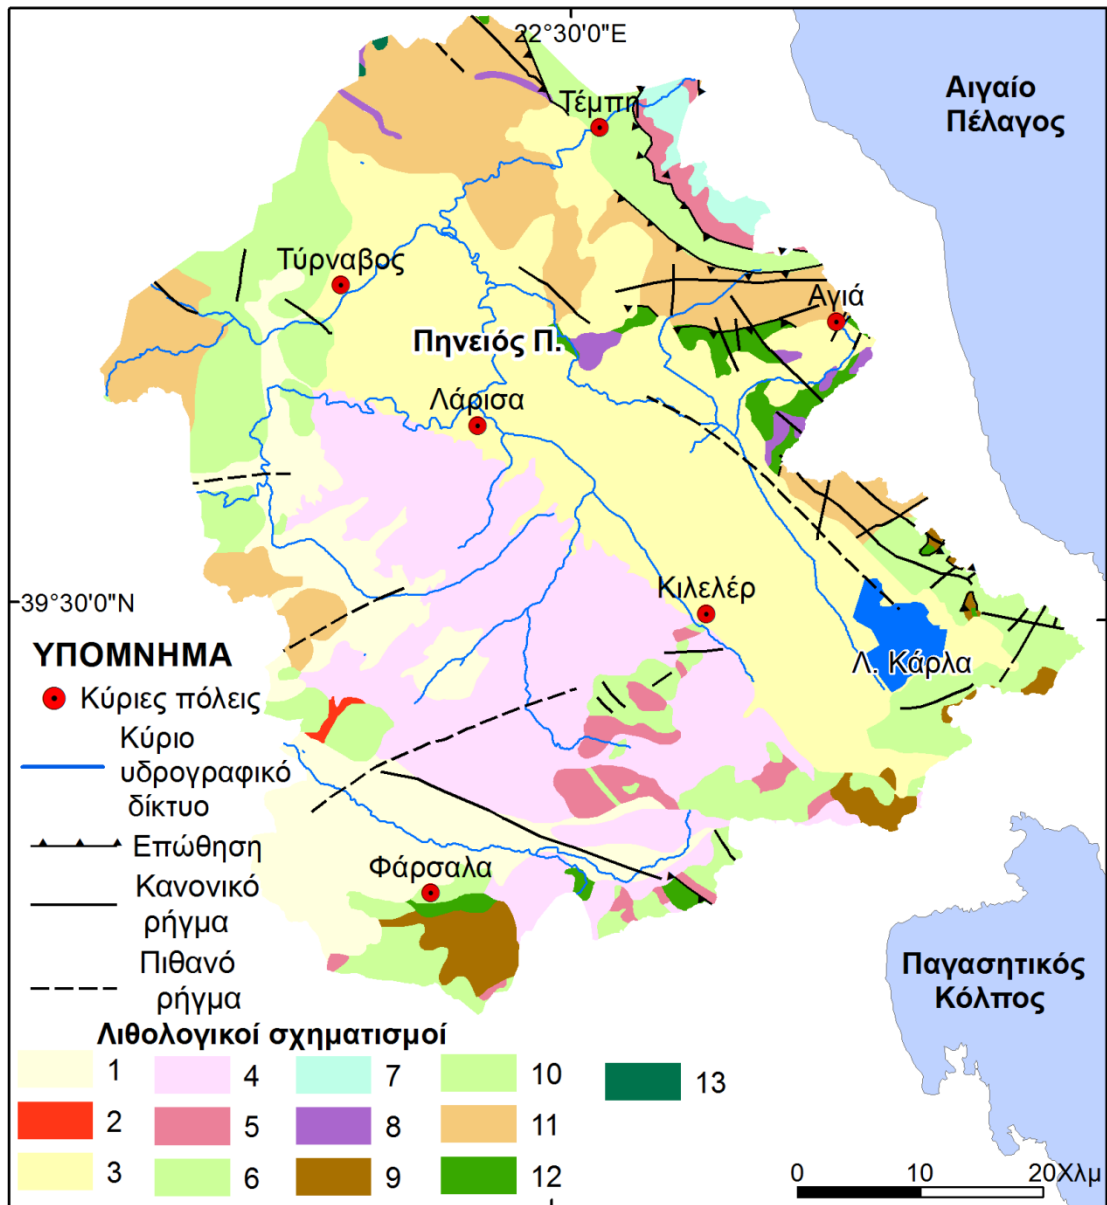 22°30'0"E
Αιγαίο
Πέλαγος
Τέμπη
Τύρναβος
Αγιά
Πηνειός Π.
Λάρισα
Κιλελέρ
39°30'0"N
Λ. Κάρλα
ΥΠΟΜΝΗΜΑ
Κύριες πόλεις
Κύριο
υδρογραφικό
δίκτυο
Επώθηση
Κανονικό
ρήγμα
Πιθανό
ρήγμα
Φάρσαλα
Παγασητικός
Κόλπος
Λιθολογικοί σχηματισμοί
1 4 7 10 13
2 5 8 11
3 6 9 12
0 10 20Χλμ